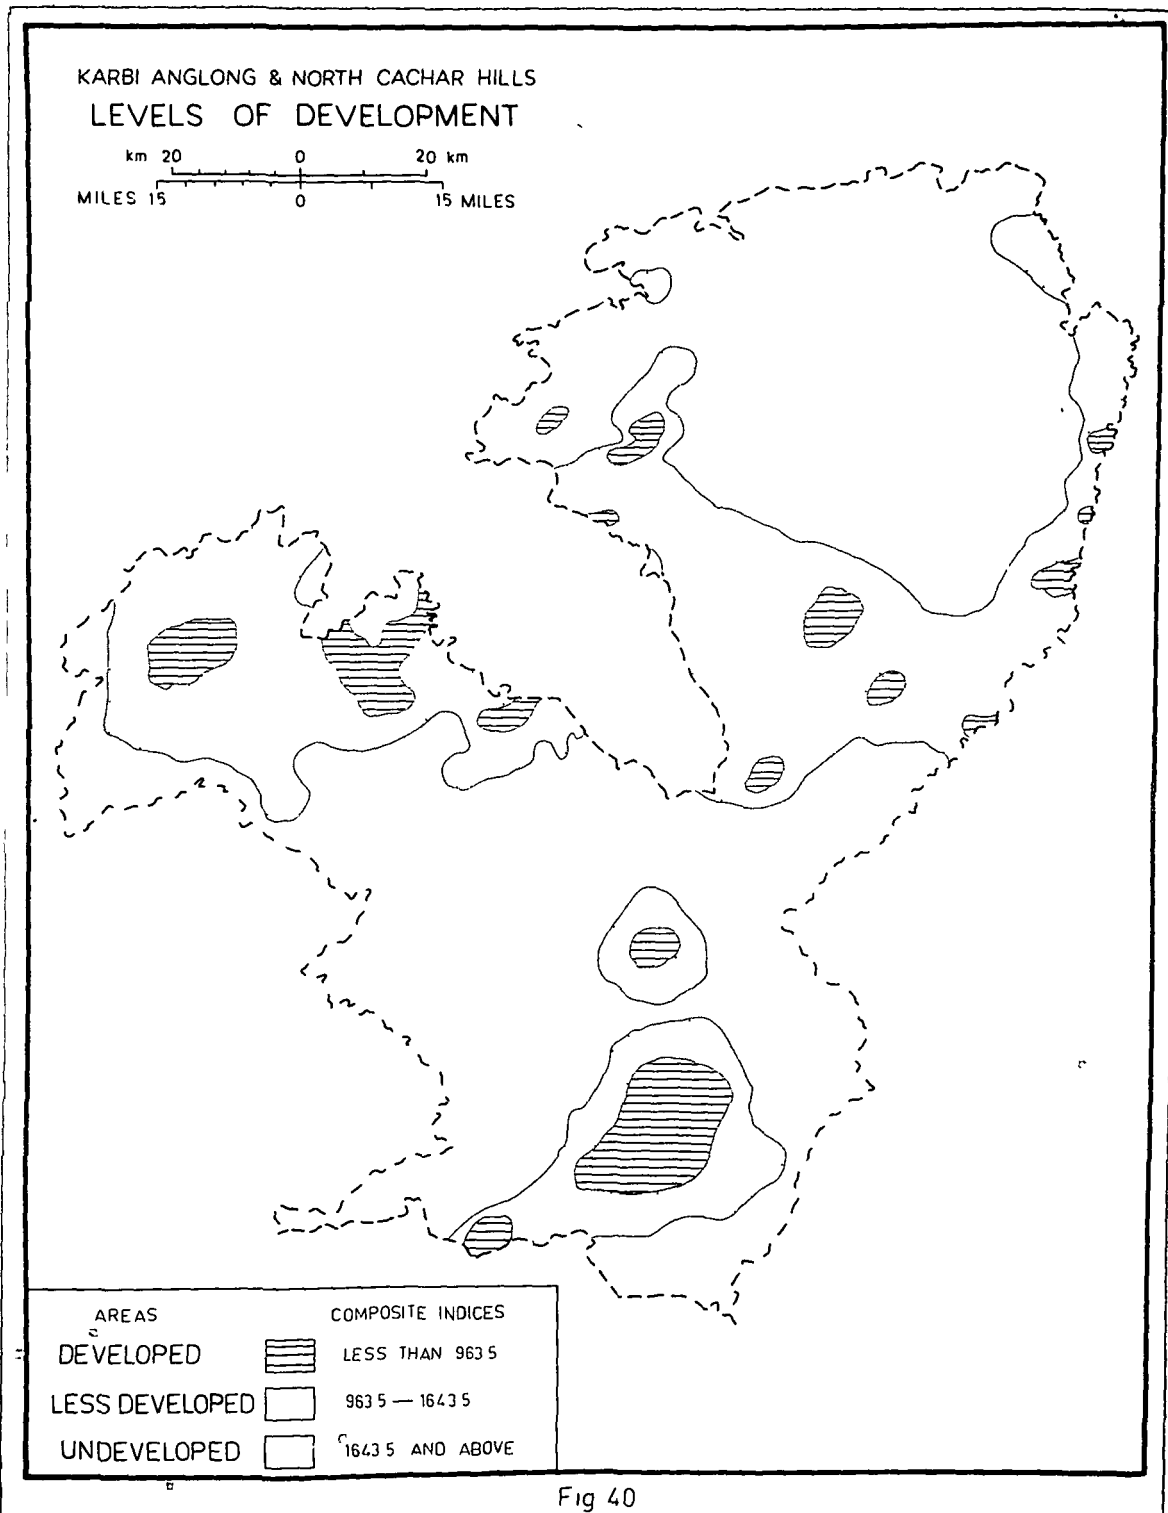 KARBI ANGLONG & NORTH CACHAR HILLS
LEVELS OF DEVELOPMENT
km 20 0 20 km
MILES 15 0 15 MILES
AREAS COMPOSITE INDICES
DEVELOPED LESS THAN 963 5
LESS DEVELOPED 963 5 — 1643 5
UNDEVELOPED 1643 5 AND ABOVE
Fig 40